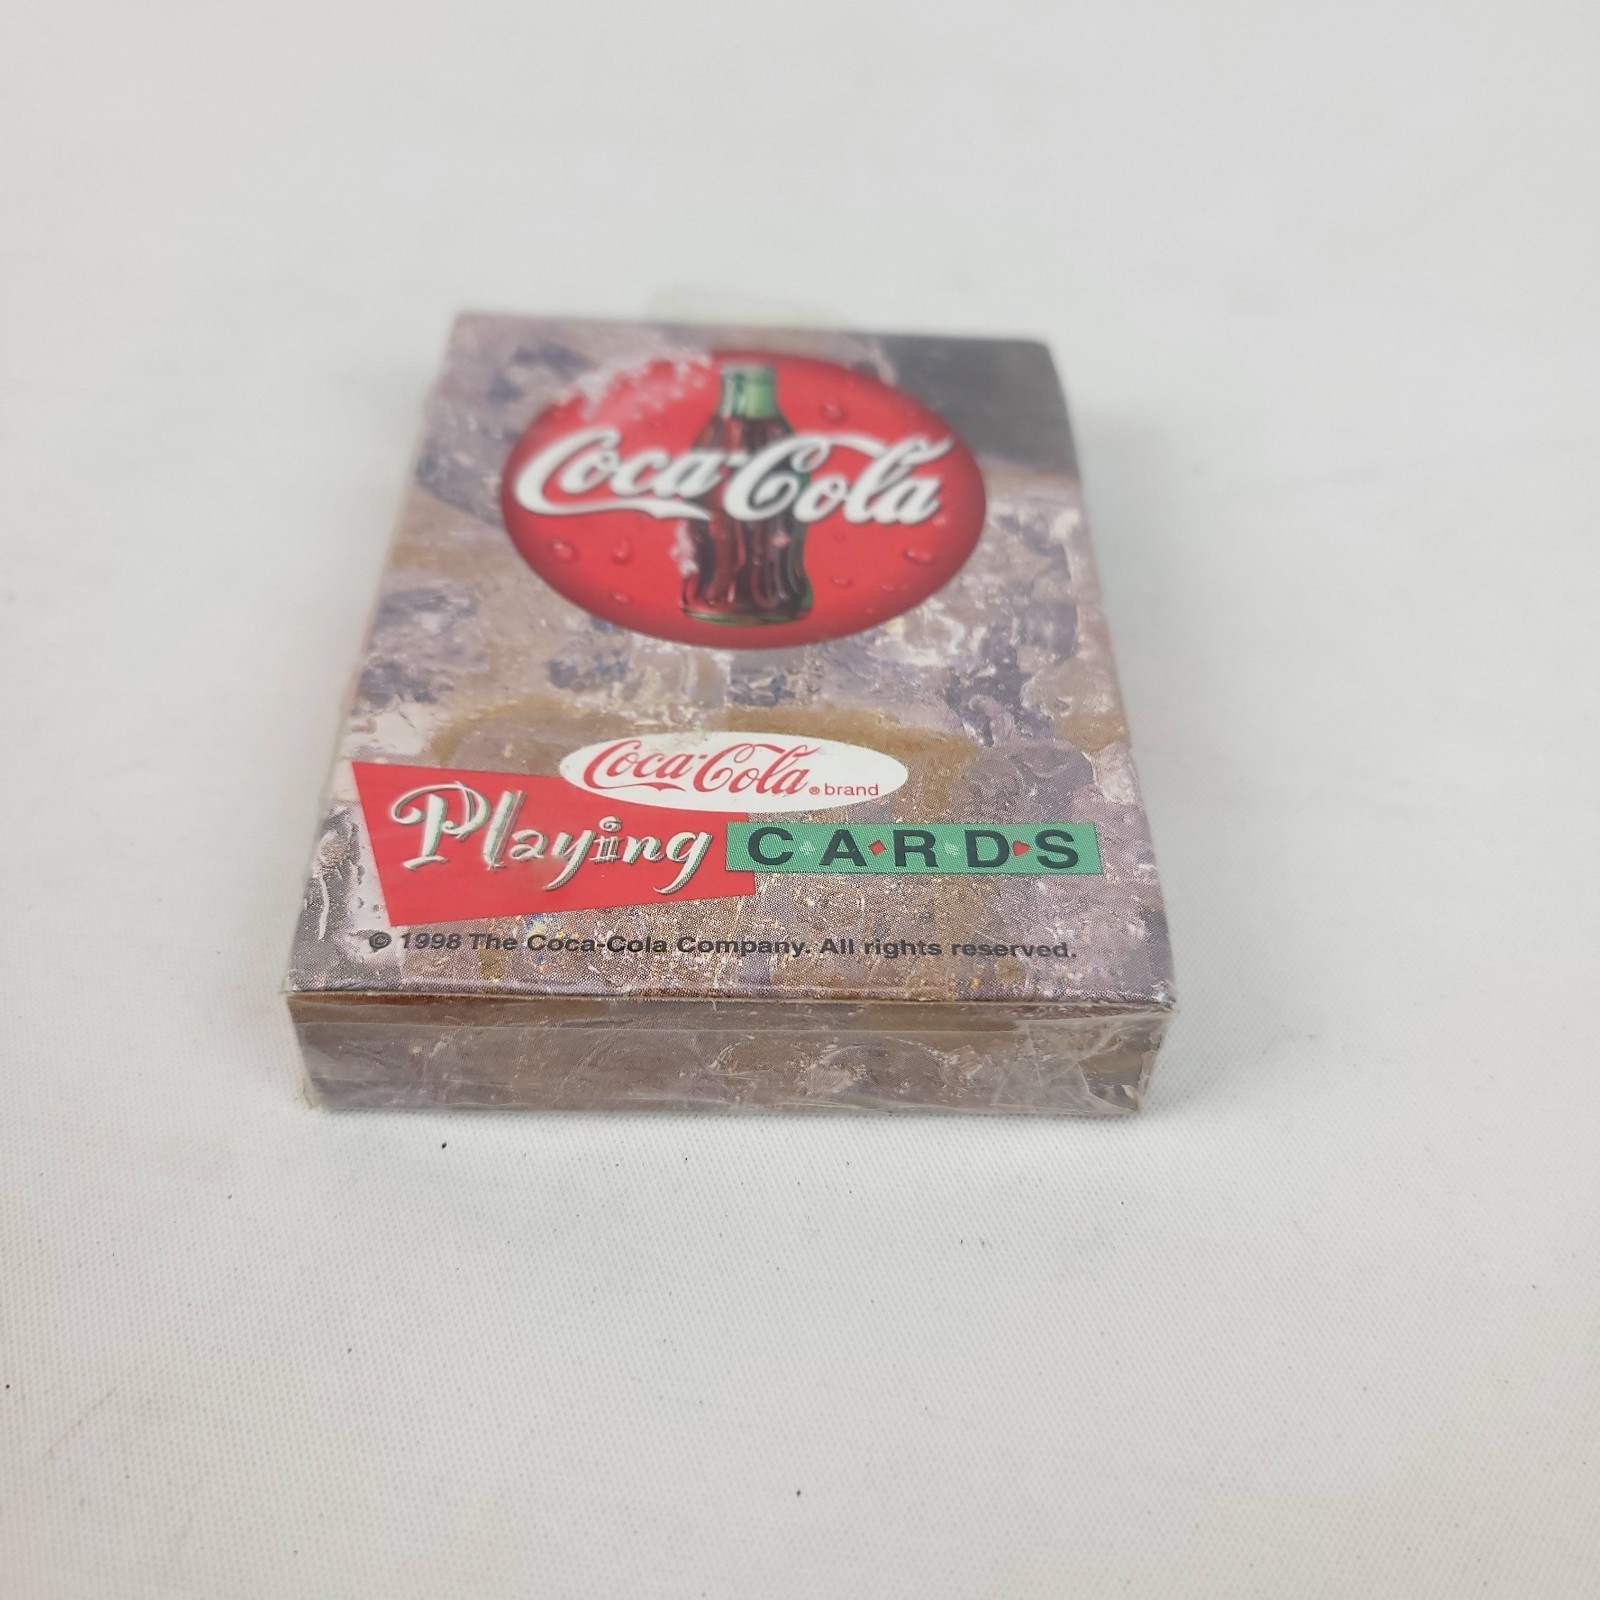 Coca-Cola
Coca-Cola® brand
Playing CARDS
© 1998 The Coca-Cola Company. All rights reserved.